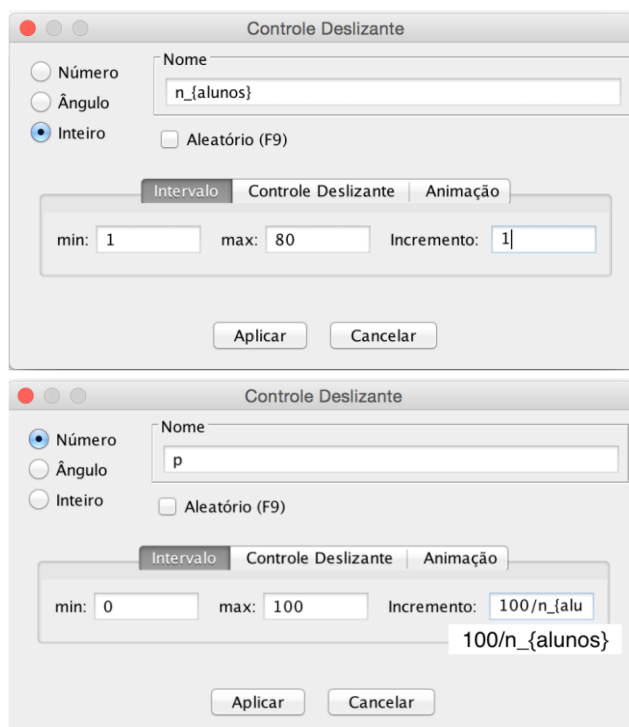 Controle Deslizante
Número
Ângulo
Inteiro
Nome
n_{alunos}
Aleatório (F9)
Intervalo Controle Deslizante Animação
min: 1 max: 80 Incremento: 1
Aplicar Cancelar
Controle Deslizante
Número
Ângulo
Inteiro
Nome
p
Aleatório (F9)
Intervalo Controle Deslizante Animação
min: 0 max: 100 Incremento: 100/n_{alu
100/n_{alunos}
Aplicar Cancelar